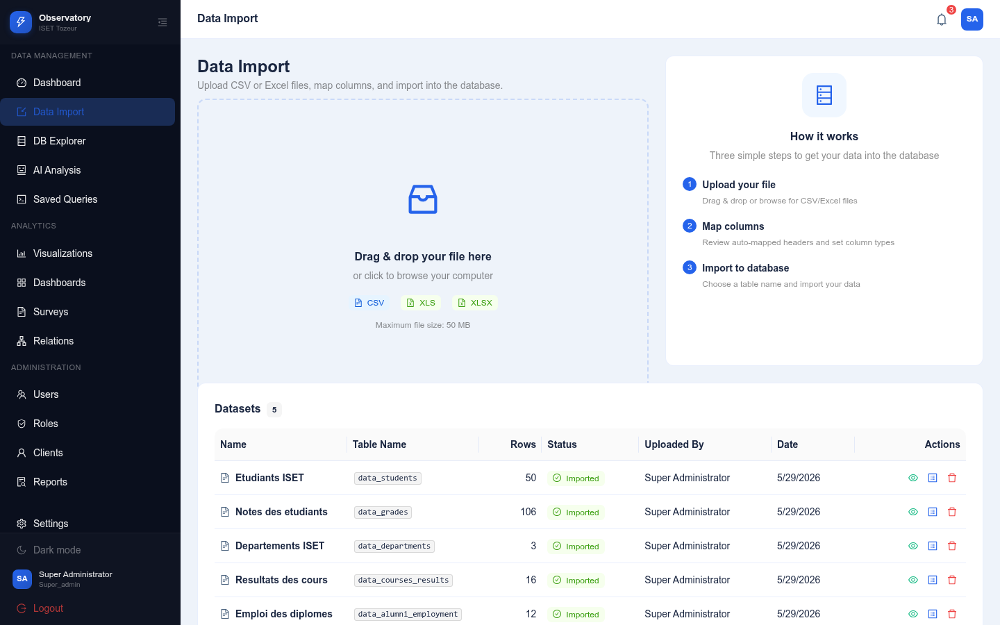 Observatory
ISET Tozeur
DATA MANAGEMENT
Dashboard
Data Import
DB Explorer
AI Analysis
Saved Queries
ANALYTICS
Visualizations
Dashboards
Surveys
Relations
ADMINISTRATION
Users
Roles
Clients
Reports
Settings
Dark mode
SA
Super Administrator
Super_admin
Logout
Data Import
3
SA
Data Import
Upload CSV or Excel files, map columns, and import into the database.
Drag & drop your file here
or click to browse your computer
CSV XLS XLSX
Maximum file size: 50 MB
How it works
Three simple steps to get your data into the database
1 Upload your file
Drag & drop or browse for CSV/Excel files
2 Map columns
Review auto-mapped headers and set column types
3 Import to database
Choose a table name and import your data
Datasets 5
Name Table Name Rows Status Uploaded By Date Actions
Etudiants ISET data_students 50 Imported Super Administrator 5/29/2026
Notes des etudiants data_grades 106 Imported Super Administrator 5/29/2026
Departements ISET data_departments 3 Imported Super Administrator 5/29/2026
Resultats des cours data_courses_results 16 Imported Super Administrator 5/29/2026
Emploi des diplomes data_alumni_employment 12 Imported Super Administrator 5/29/2026